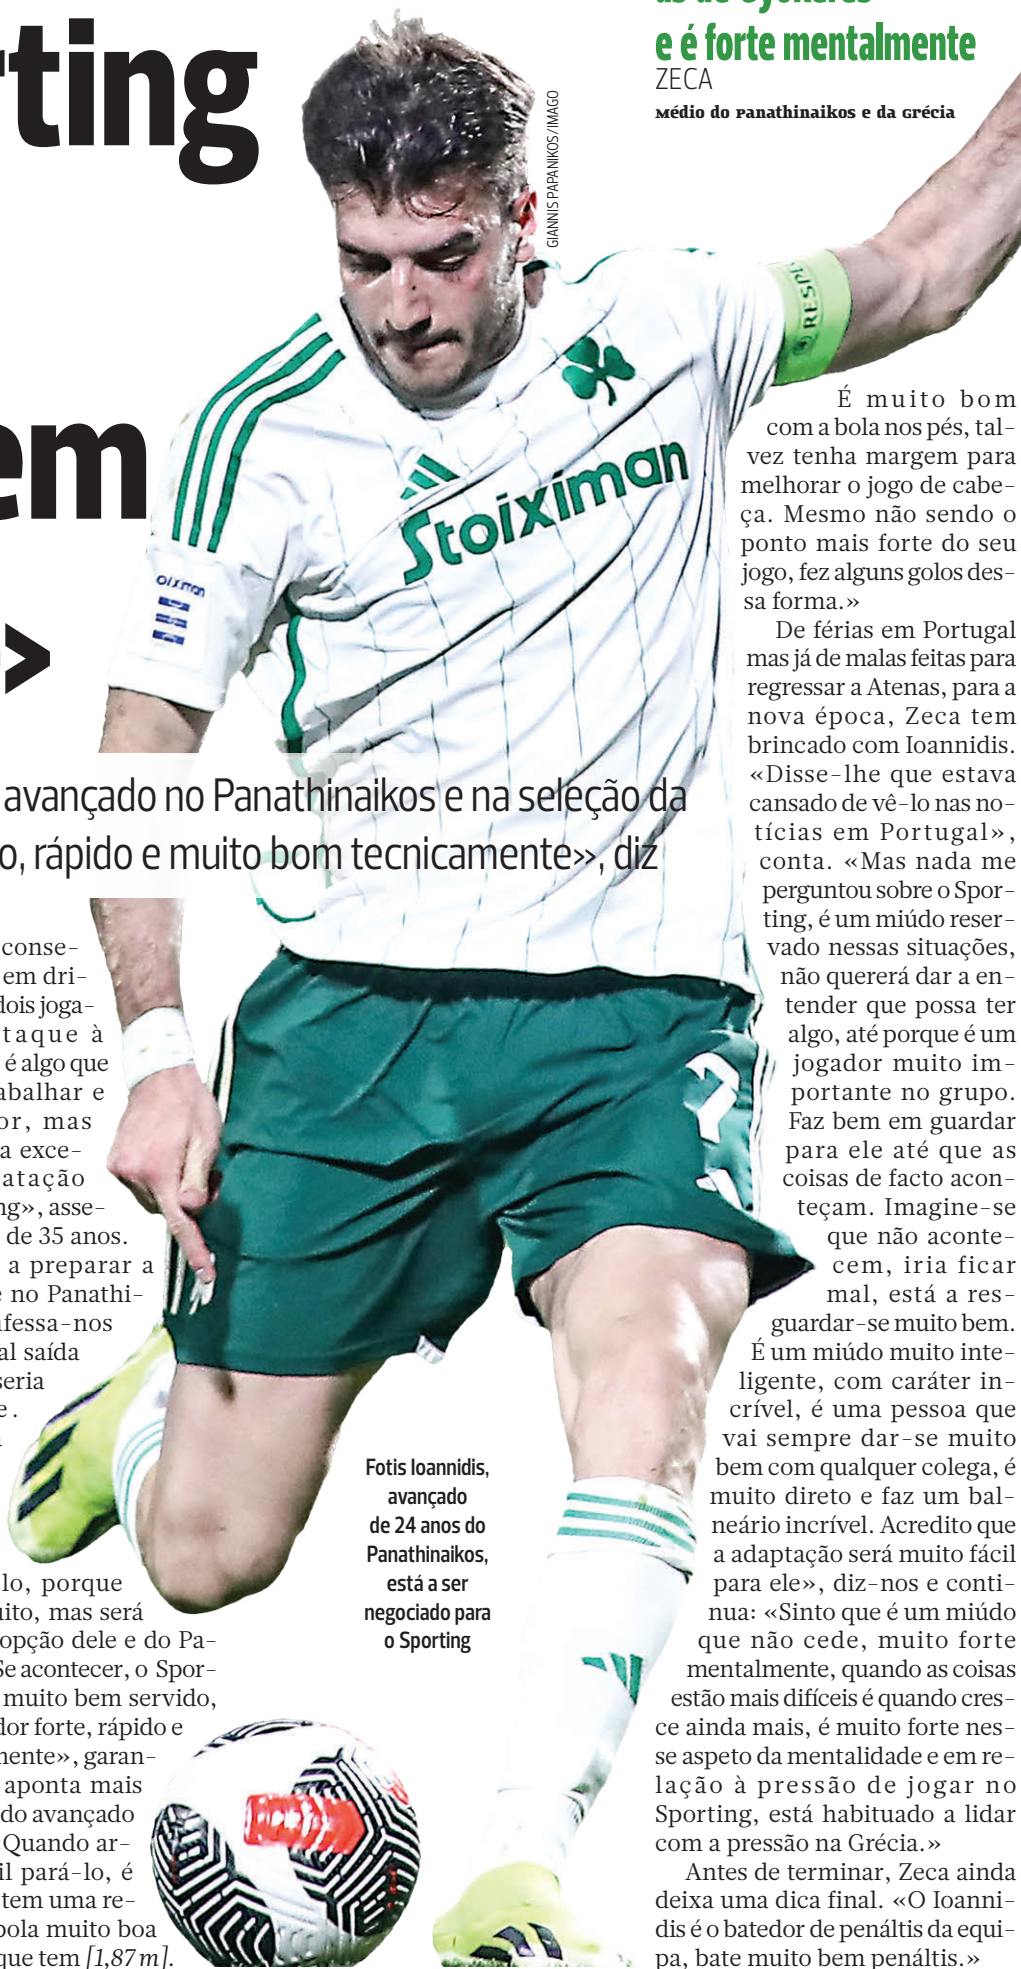 rting
em
»
as de Gyökeres
e é forte mentalmente
ZECA
Médio do Panathinaikos e da Grécia
GIANNIS PAPANIKOS/IMAGO
RESP
Stoiximan
oiximan
avançado no Panathinaikos e na seleção da
o, rápido e muito bom tecnicamente», diz
conse-
em dri-
dois joga-
taque à
é algo que
abalhar e
or, mas
a exce-
atação
ng», asse-
de 35 anos.
a preparar a
e no Panathi-
nfessa-nos
al saída
seria
e.
lo, porque
uito, mas será
opção dele e do Pa-
Se acontecer, o Spor-
muito bem servido,
dor forte, rápido e
mente», garan-
aponta mais
do avançado
Quando ar-
il pará-lo, é
tem uma re-
bola muito boa
que tem [1,87 m].
Fotis Ioannidis,
avançado
de 24 anos do
Panathinaikos,
está a ser
negociado para
o Sporting
É muito bom
com a bola nos pés, tal-
vez tenha margem para
melhorar o jogo de cabe-
ça. Mesmo não sendo o
ponto mais forte do seu
jogo, fez alguns golos des-
sa forma.»
De férias em Portugal
mas já de malas feitas para
regressar a Atenas, para a
nova época, Zeca tem
brincado com Ioannidis.
«Disse-lhe que estava
cansado de vê-lo nas no-
tícias em Portugal»,
conta. «Mas nada me
perguntou sobre o Spor-
ting, é um miúdo reser-
vado nessas situações,
não quererá dar a en-
tender que possa ter
algo, até porque é um
jogador muito im-
portante no grupo.
Faz bem em guardar
para ele até que as
coisas de facto acon-
teçam. Imagine-se
que não aconte-
cem, iria ficar
mal, está a res-
guardar-se muito bem.
É um miúdo muito inte-
ligente, com caráter in-
crível, é uma pessoa que
vai sempre dar-se muito
bem com qualquer colega, é
muito direto e faz um bal-
neário incrível. Acredito que
a adaptação será muito fácil
para ele», diz-nos e conti-
nua: «Sinto que é um miúdo
que não cede, muito forte
mentalmente, quando as coisas
estão mais difíceis é quando cres-
ce ainda mais, é muito forte nes-
se aspeto da mentalidade e em re-
lação à pressão de jogar no
Sporting, está habituado a lidar
com a pressão na Grécia.»
Antes de terminar, Zeca ainda
deixa uma dica final. «O Ioanni-
dis é o batedor de penáltis da equi-
pa, bate muito bem penáltis.»